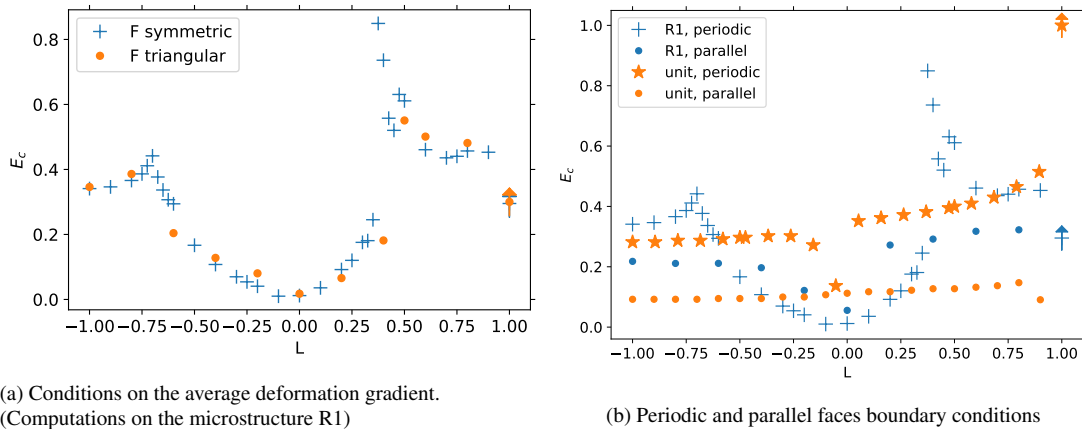 F symmetric
F triangular
0.8
0.6
0.4
0.2
0.0
E_c
−1.00 −0.75 −0.50 −0.25 0.00 0.25 0.50 0.75 1.00
L
(a) Conditions on the average deformation gradient.
(Computations on the microstructure R1)
R1, periodic
R1, parallel
unit, periodic
unit, parallel
1.0
0.8
0.6
0.4
0.2
0.0
E_c
−1.00 −0.75 −0.50 −0.25 0.00 0.25 0.50 0.75 1.00
L
(b) Periodic and parallel faces boundary conditions